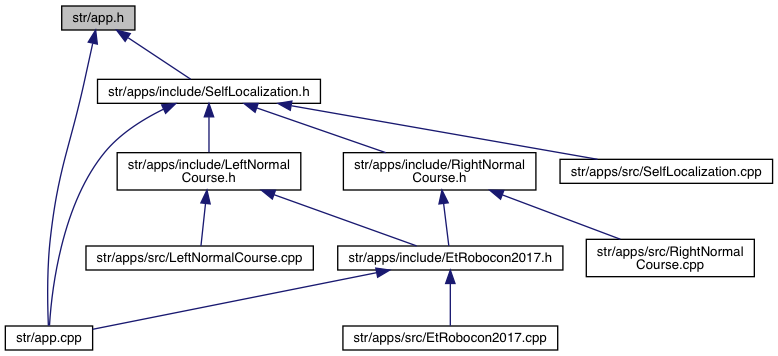 str/app.h
str/apps/include/SelfLocalization.h
str/apps/include/LeftNormal
Course.h
str/apps/include/RightNormal
Course.h
str/apps/src/SelfLocalization.cpp
str/apps/src/LeftNormalCourse.cpp
str/apps/include/EtRobocon2017.h
str/apps/src/RightNormal
Course.cpp
str/app.cpp
str/apps/src/EtRobocon2017.cpp